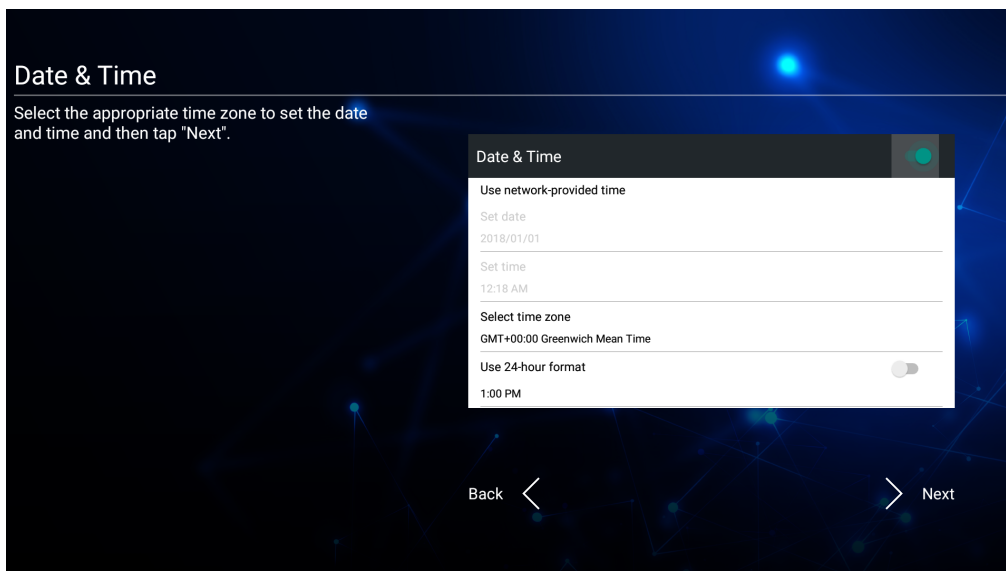 Date & Time
Select the appropriate time zone to set the date
and time and then tap "Next".
Date & Time
Use network-provided time
Set date
2018/01/01
Set time
12:18 AM
Select time zone
GMT+00:00 Greenwich Mean Time
Use 24-hour format
1:00 PM
Back
Next